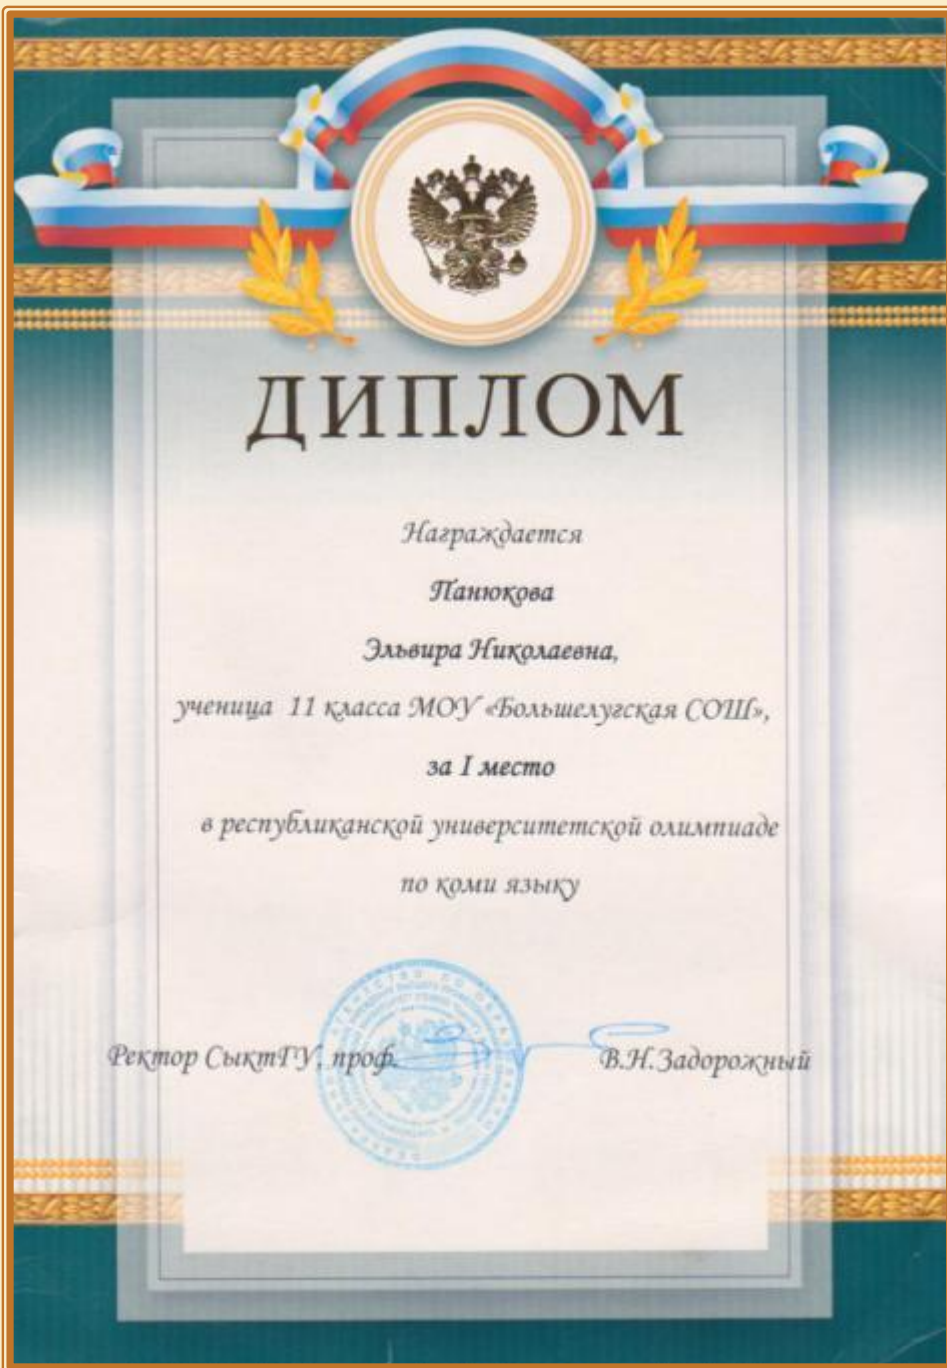 ДИПЛОМ
Награждается
Панюкова
Эльвира Николаевна,
ученица 11 класса МОУ «Большелугская СОШ»,
за I место
в республиканской университетской олимпиаде
по коми языку
Ректор СыктГУ, проф. В.Н.Задорожный